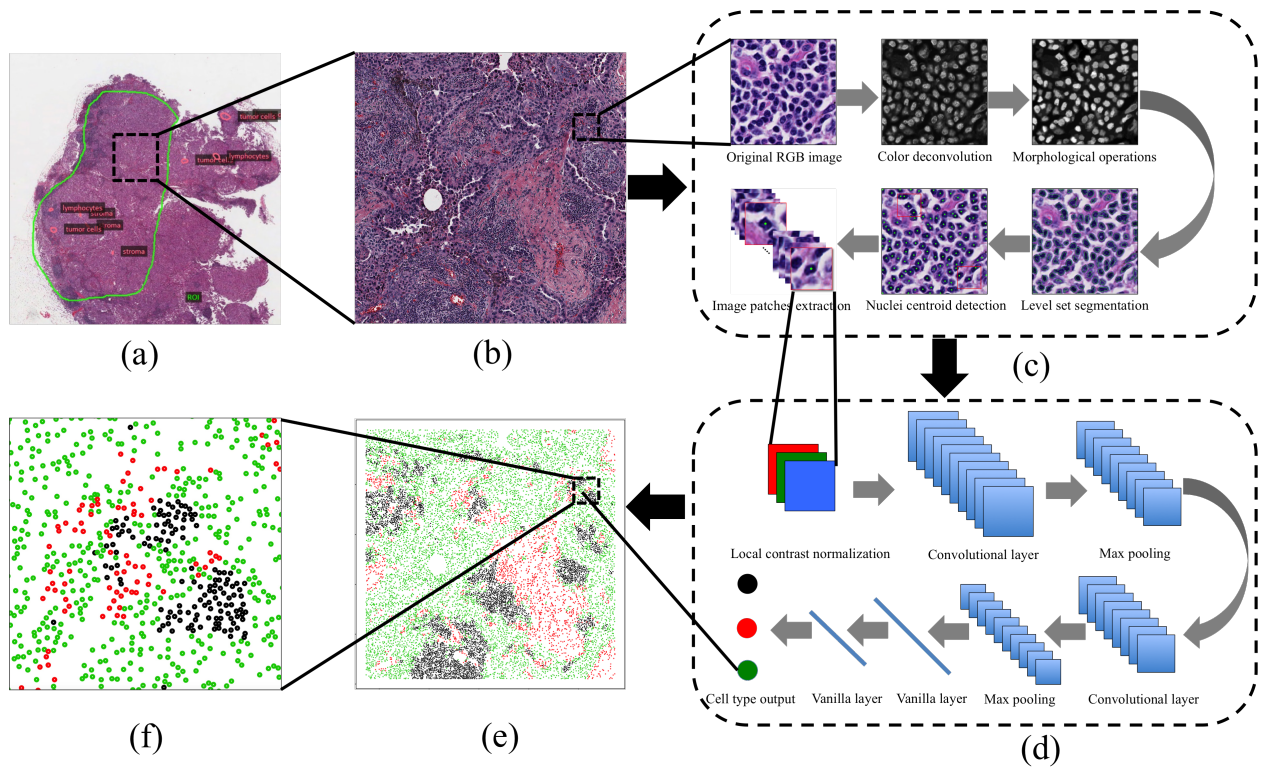 tumor cells
tumor cel
lymphocytes
lymphocytes
stroma
roma
tumor cells
stroma
ROI
(a)
(b)
Original RGB image
Color deconvolution
Morphological operations
Image patches extraction
Nuclei centroid detection
Level set segmentation
(c)
Local contrast normalization
Convolutional layer
Max pooling
Cell type output
Vanilla layer
Vanilla layer
Max pooling
Convolutional layer
(d)
(e)
(f)